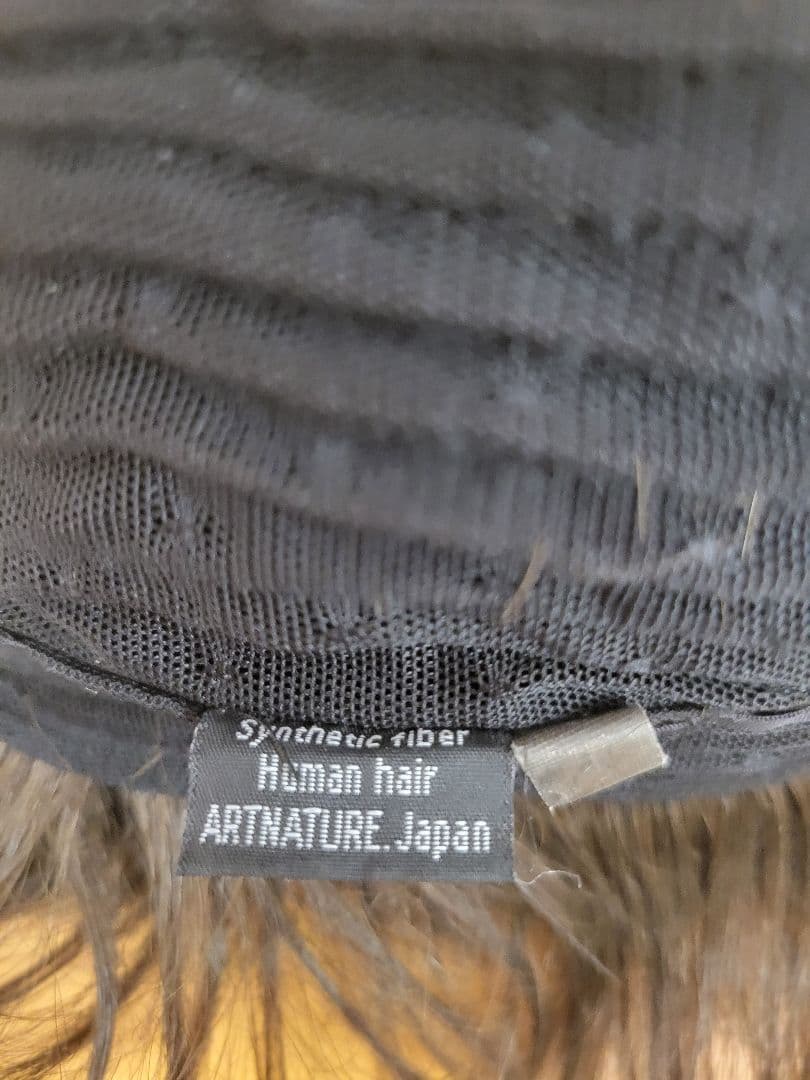 Synthetic fiber
Human hair
ARTNATURE.Japan